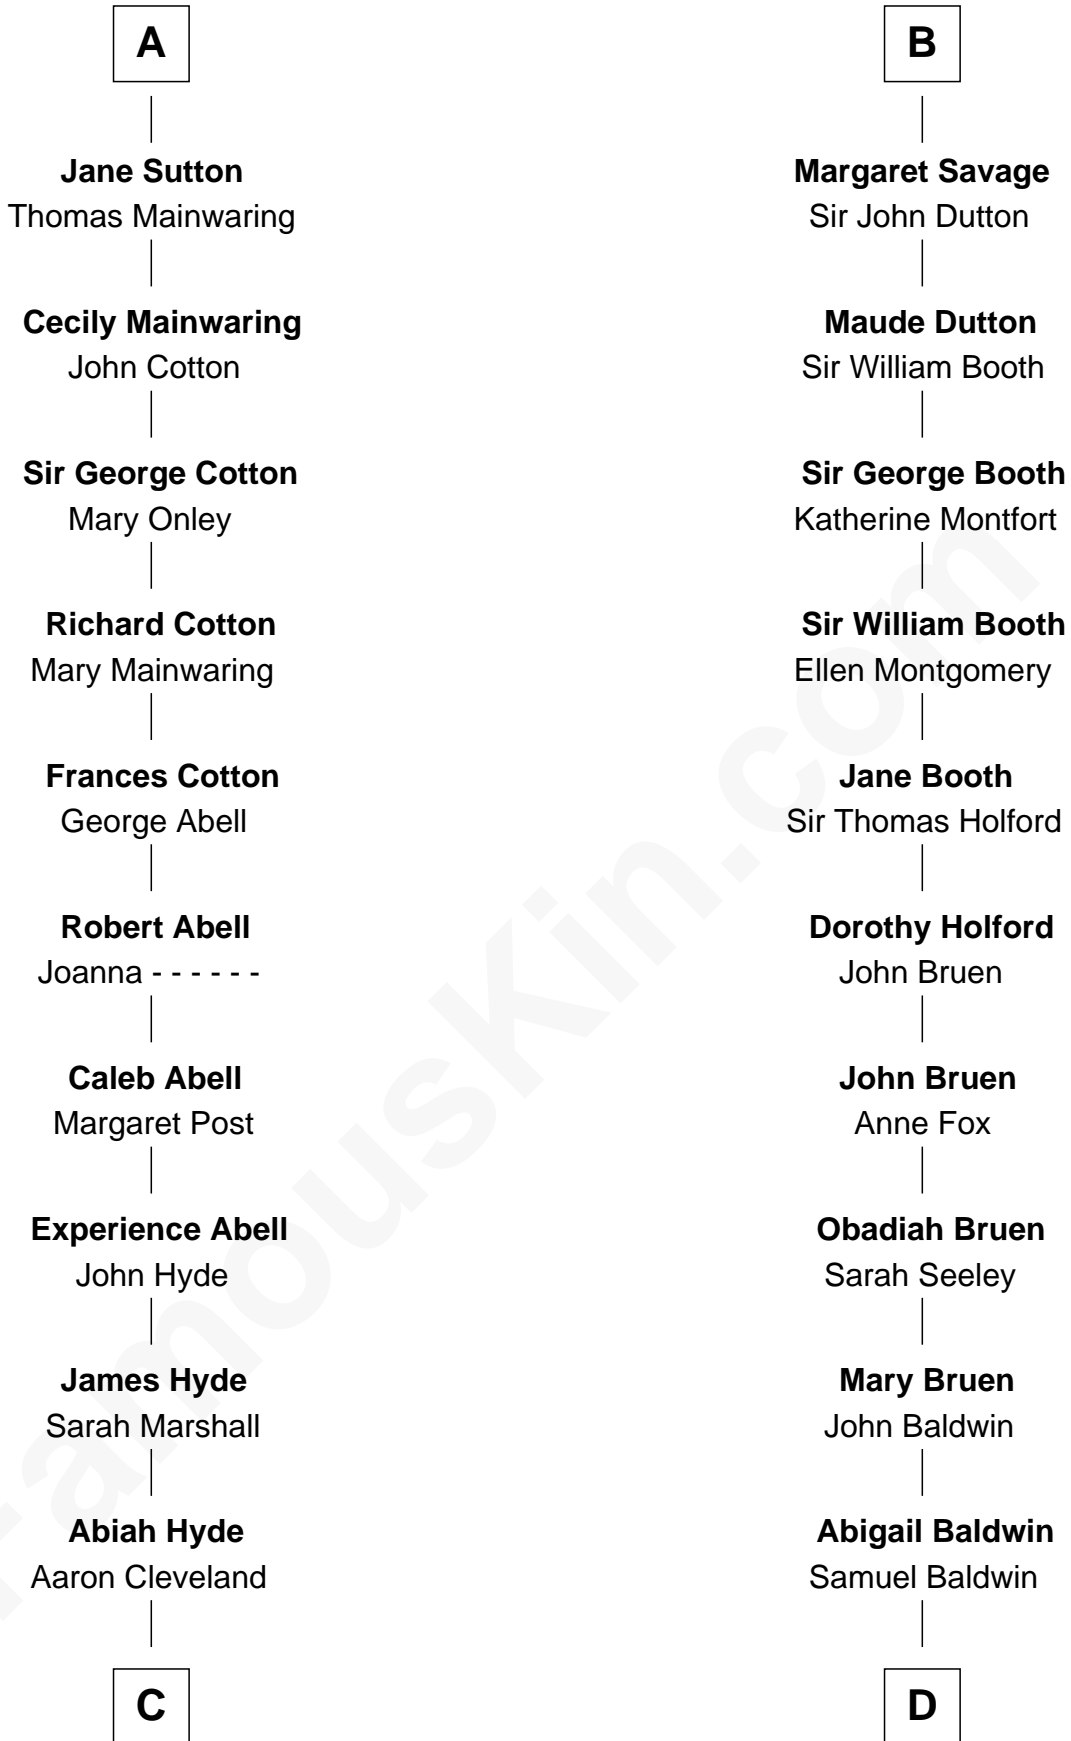 A
Jane Sutton
Thomas Mainwaring
Cecily Mainwaring
John Cotton
Sir George Cotton
Mary Onley
Richard Cotton
Mary Mainwaring
Frances Cotton
George Abell
Robert Abell
Joanna - - - - - -
Caleb Abell
Margaret Post
Experience Abell
John Hyde
James Hyde
Sarah Marshall
Abiah Hyde
Aaron Cleveland
C
B
Margaret Savage
Sir John Dutton
Maude Dutton
Sir William Booth
Sir George Booth
Katherine Montfort
Sir William Booth
Ellen Montgomery
Jane Booth
Sir Thomas Holford
Dorothy Holford
John Bruen
John Bruen
Anne Fox
Obadiah Bruen
Sarah Seeley
Mary Bruen
John Baldwin
Abigail Baldwin
Samuel Baldwin
D
FamousKin.com